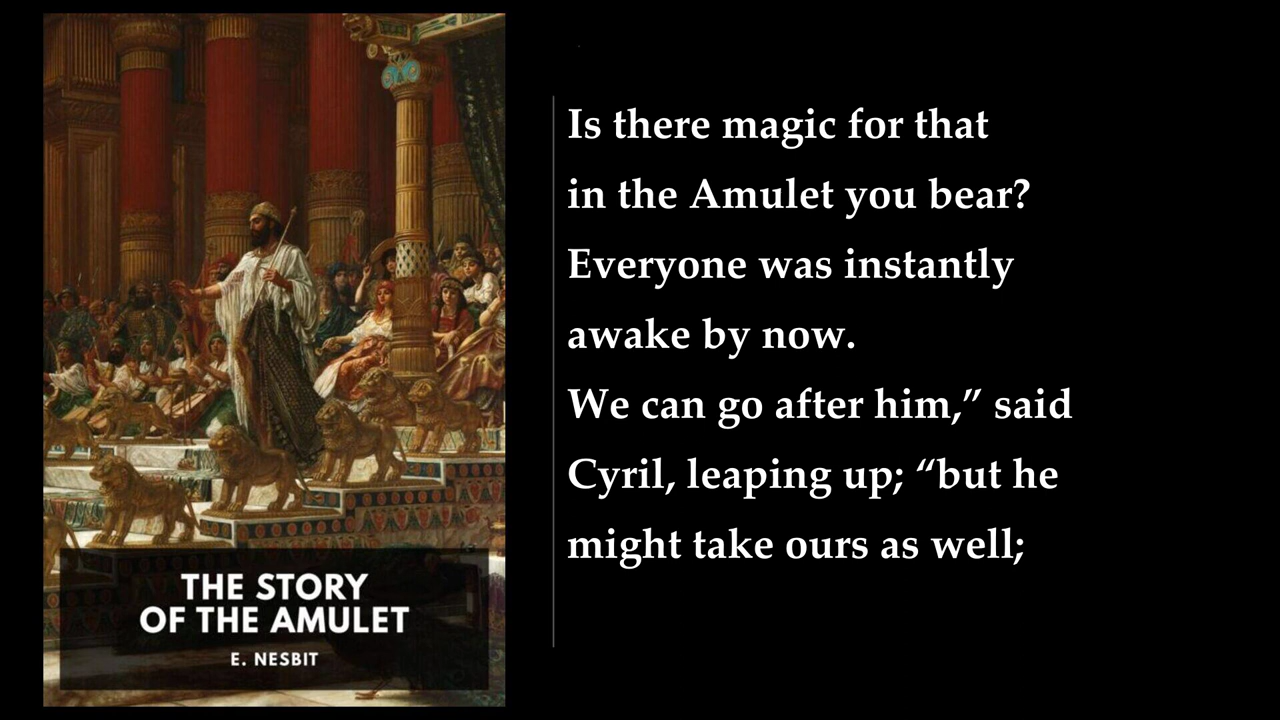 THE STORY
OF THE AMULET
E. NESBIT
Is there magic for that
in the Amulet you bear?
Everyone was instantly
awake by now.
We can go after him,” said
Cyril, leaping up; “but he
might take ours as well;